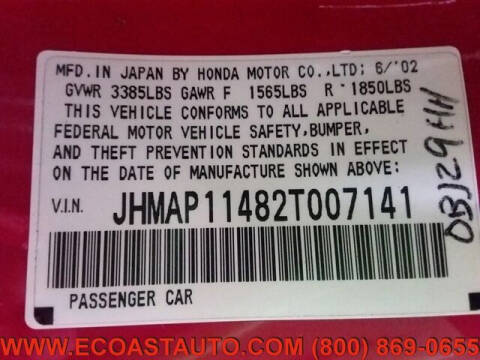 MFD. IN JAPAN BY HONDA MOTOR CO.,LTD; 6/'02
GVWR 3385LBS GAWR F 1565LBS R 1850LBS
THIS VEHICLE CONFORMS TO ALL APPLICABLE
FEDERAL MOTOR VEHICLE SAFETY, BUMPER,
AND THEFT PREVENTION STANDARDS IN EFFECT
ON THE DATE OF MANUFACTURE SHOWN ABOVE:
V.I.N. JHMAP11482T007141
PASSENGER CAR
OBJ29HH
WWW.ECOASTAUTO.COM (800) 869-0655